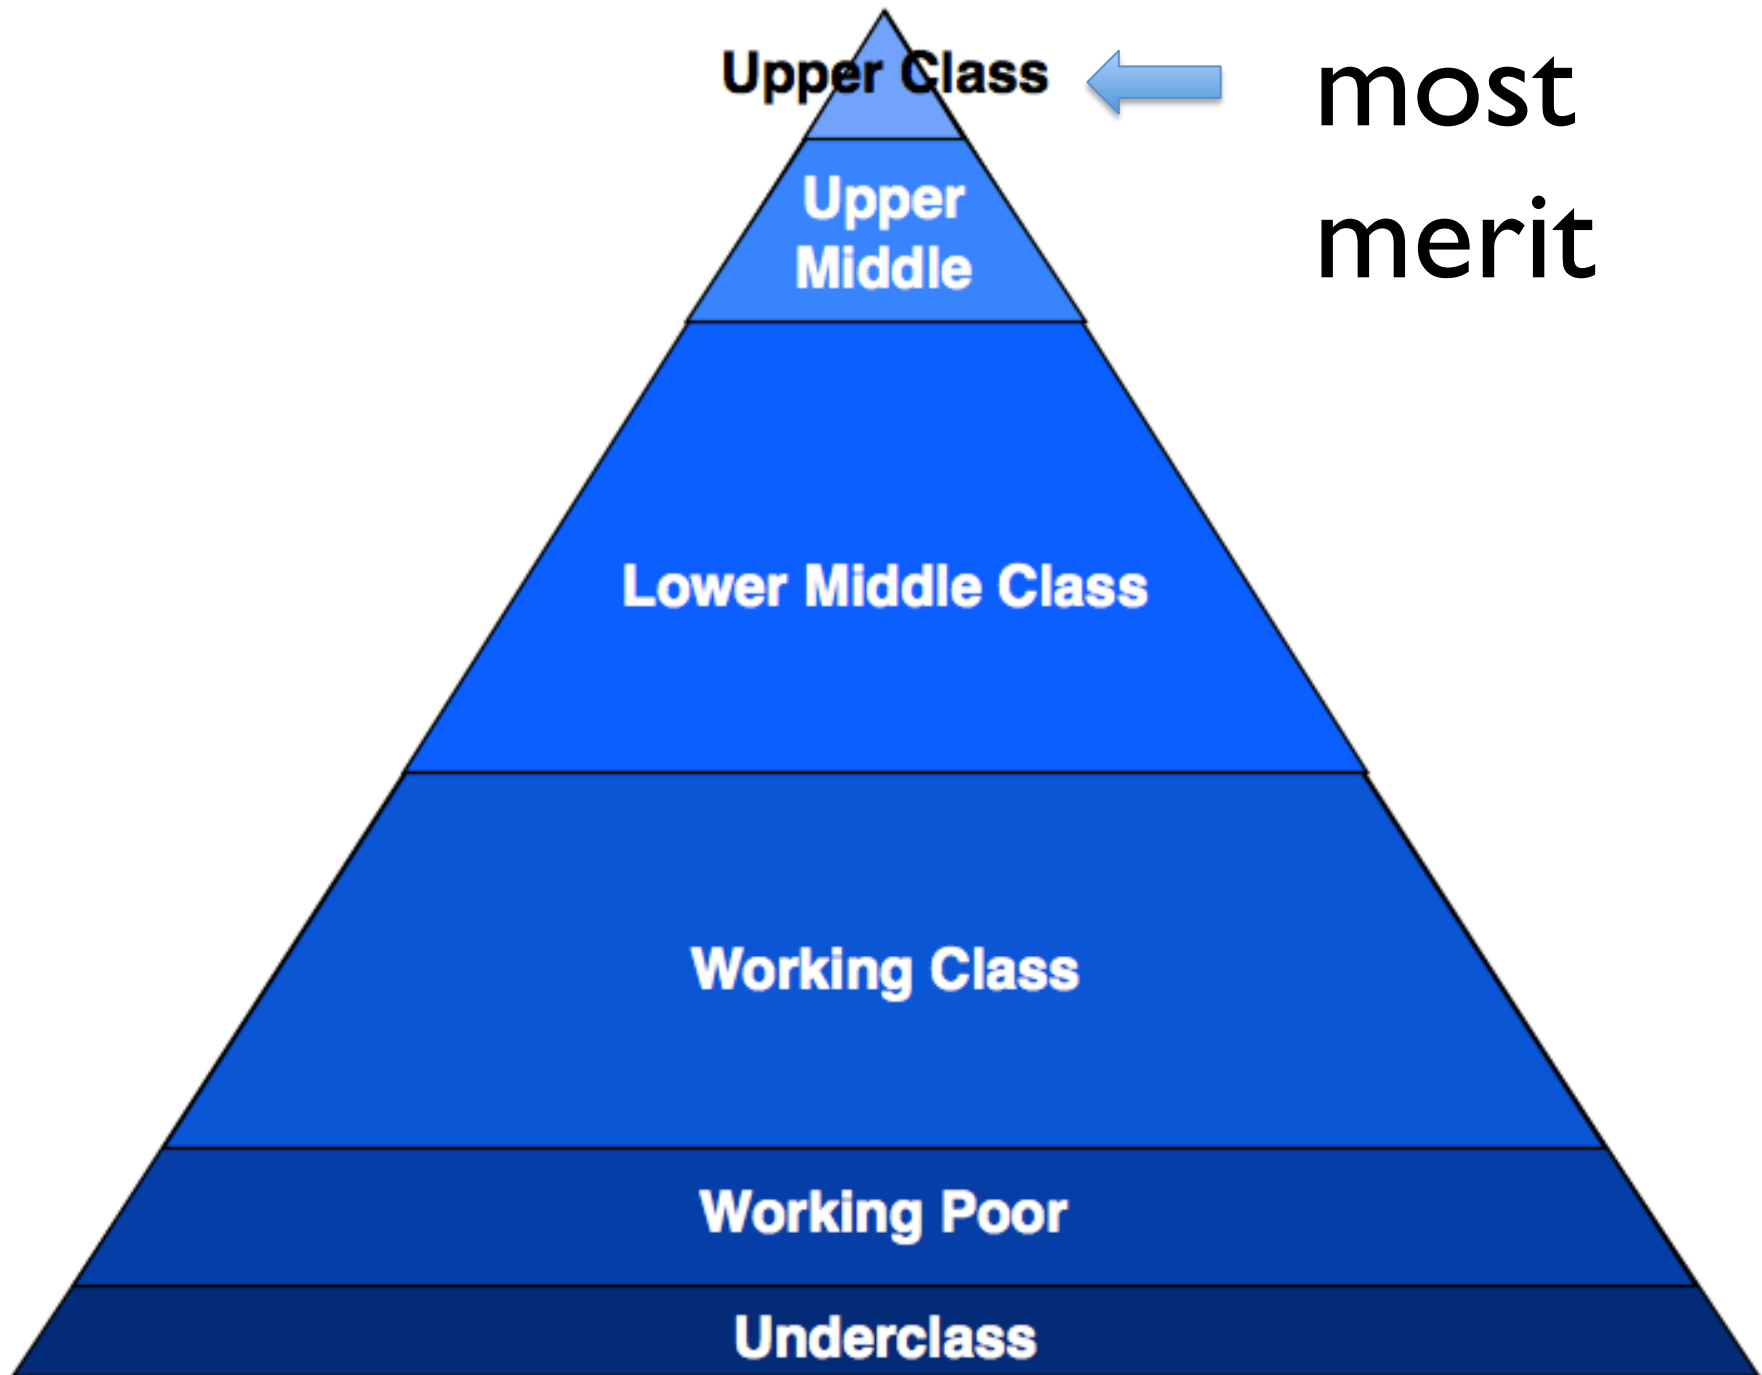 Upper Class
most
merit
Upper
Middle
Lower Middle Class
Working Class
Working Poor
Underclass